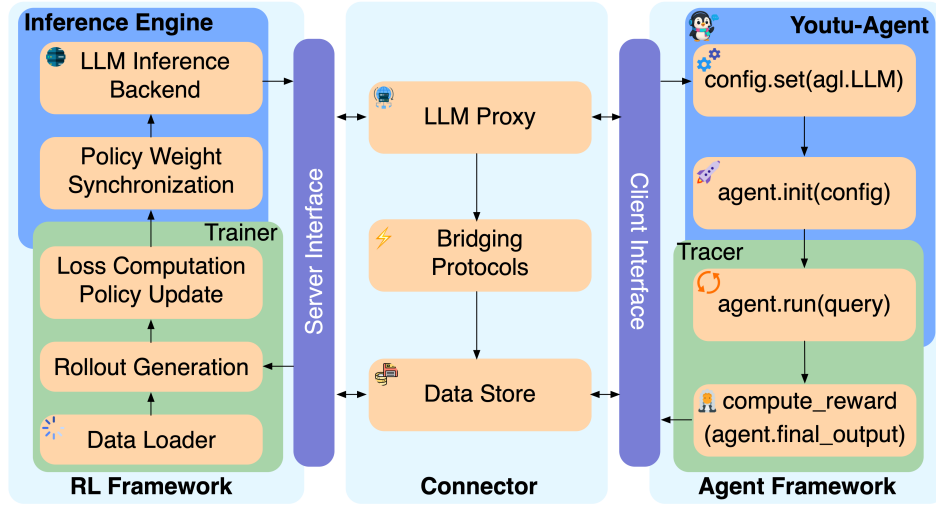 Inference Engine
LLM Inference
Backend
Policy Weight
Synchronization
Trainer
Loss Computation
Policy Update
Rollout Generation
Data Loader
RL Framework
Server Interface
LLM Proxy
Bridging
Protocols
Data Store
Connector
Client Interface
Youtu-Agent
config.set(agl.LLM)
agent.init(config)
Tracer
agent.run(query)
compute_reward
(agent.final_output)
Agent Framework